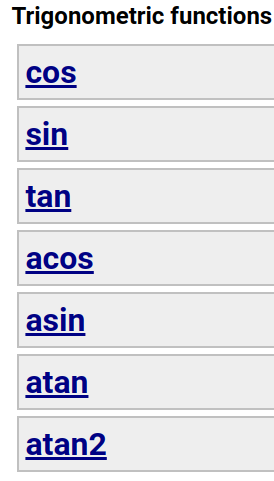 Trigonometric functions
cos
sin
tan
acos
asin
atan
atan2